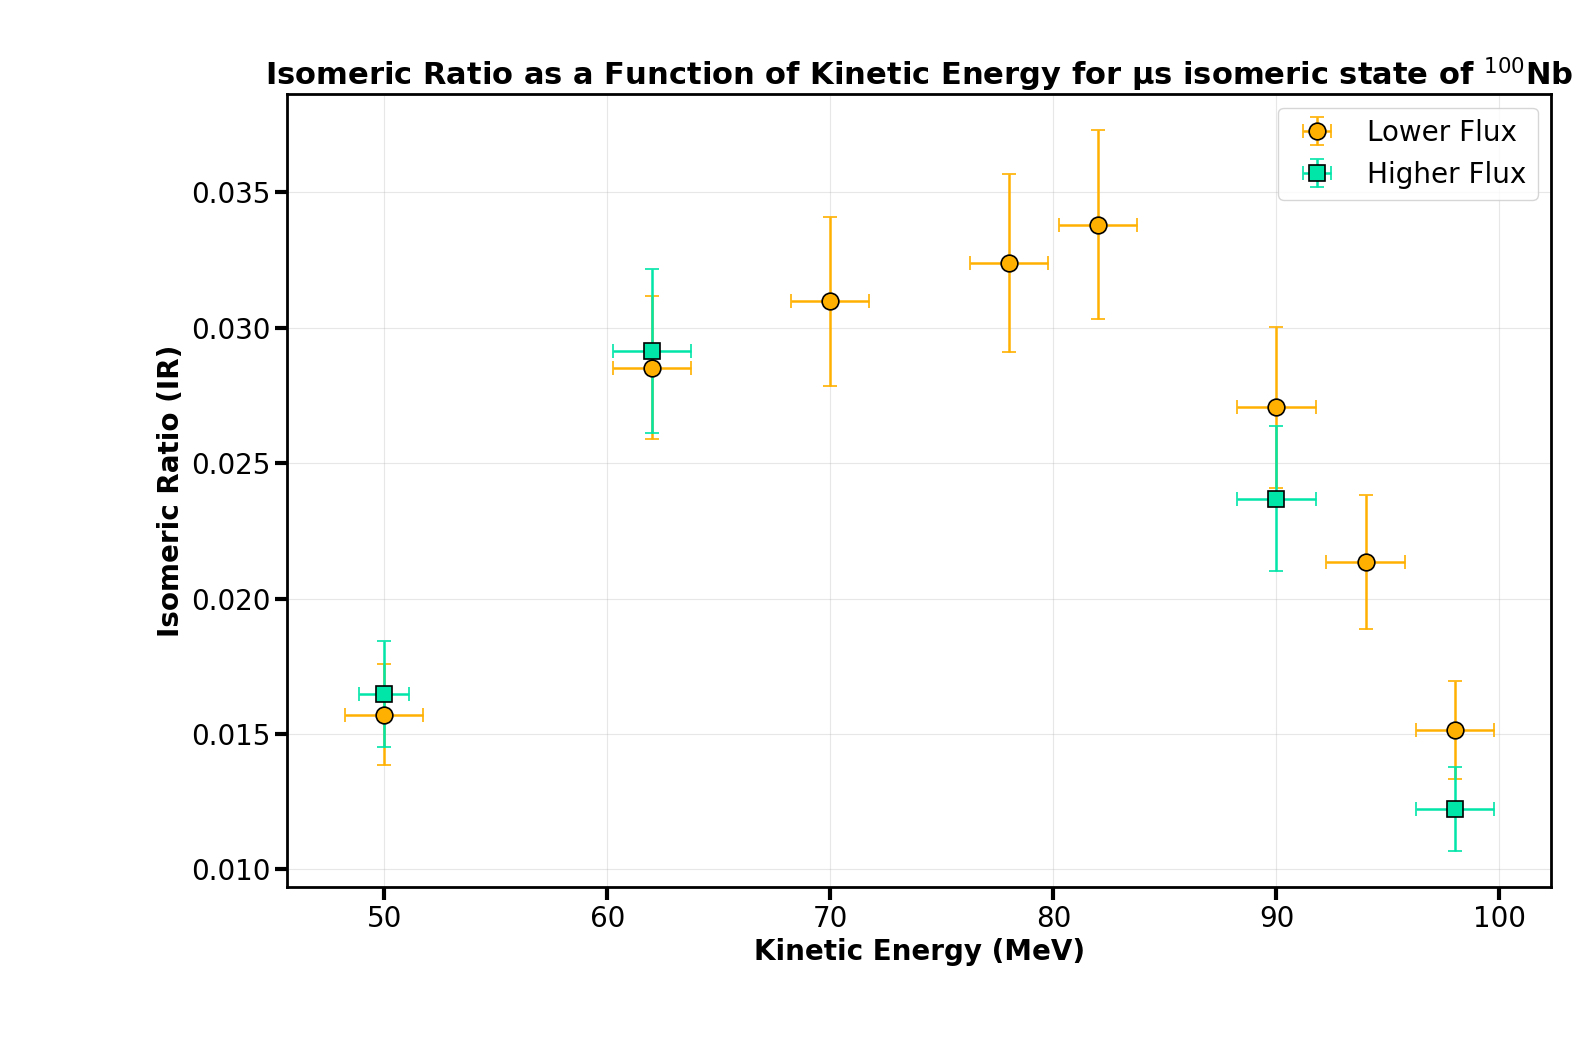 Isomeric Ratio as a Function of Kinetic Energy for µs isomeric state of ¹⁰⁰Nb
Lower Flux
Higher Flux
0.035
0.030
0.025
0.020
0.015
0.010
Isomeric Ratio (IR)
50 60 70 80 90 100
Kinetic Energy (MeV)